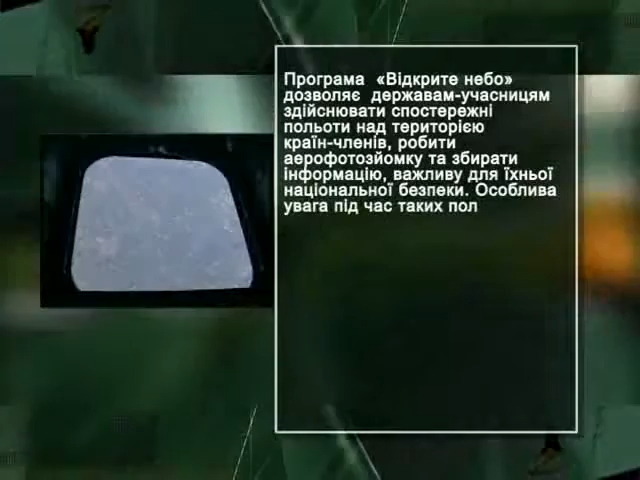 Програма «Відкрите небо»
дозволяє державам-учасницям
здійснювати спостережні
польоти над територією
країн-членів, робити
аерофотозйомку та збирати
інформацію, важливу для їхньої
національної безпеки. Особлива
увага під час таких пол